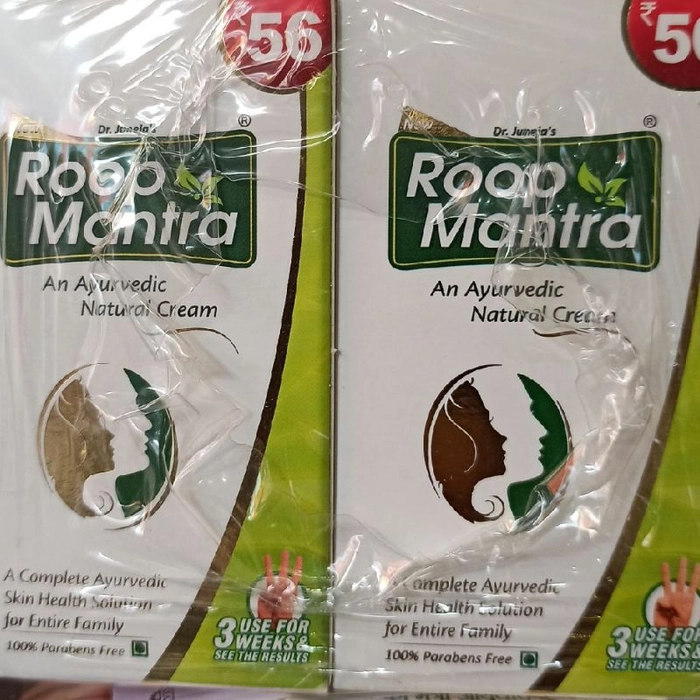 ₹56
Dr. Juneja's
®
Roop
Mantra
An Ayurvedic
Natural Cream
A Complete Ayurvedic
Skin Health Solution
for Entire Family
100% Parabens Free
3 USE FOR
WEEKS &
SEE THE RESULTS
₹
New
Dr. Juneja's
®
Roop
Mantra
An Ayurvedic
Natural Cream
Complete Ayurvedic
Skin Health Solution
for Entire Family
100% Parabens Free
3 USE FOR
WEEKS &
SEE THE RESULTS